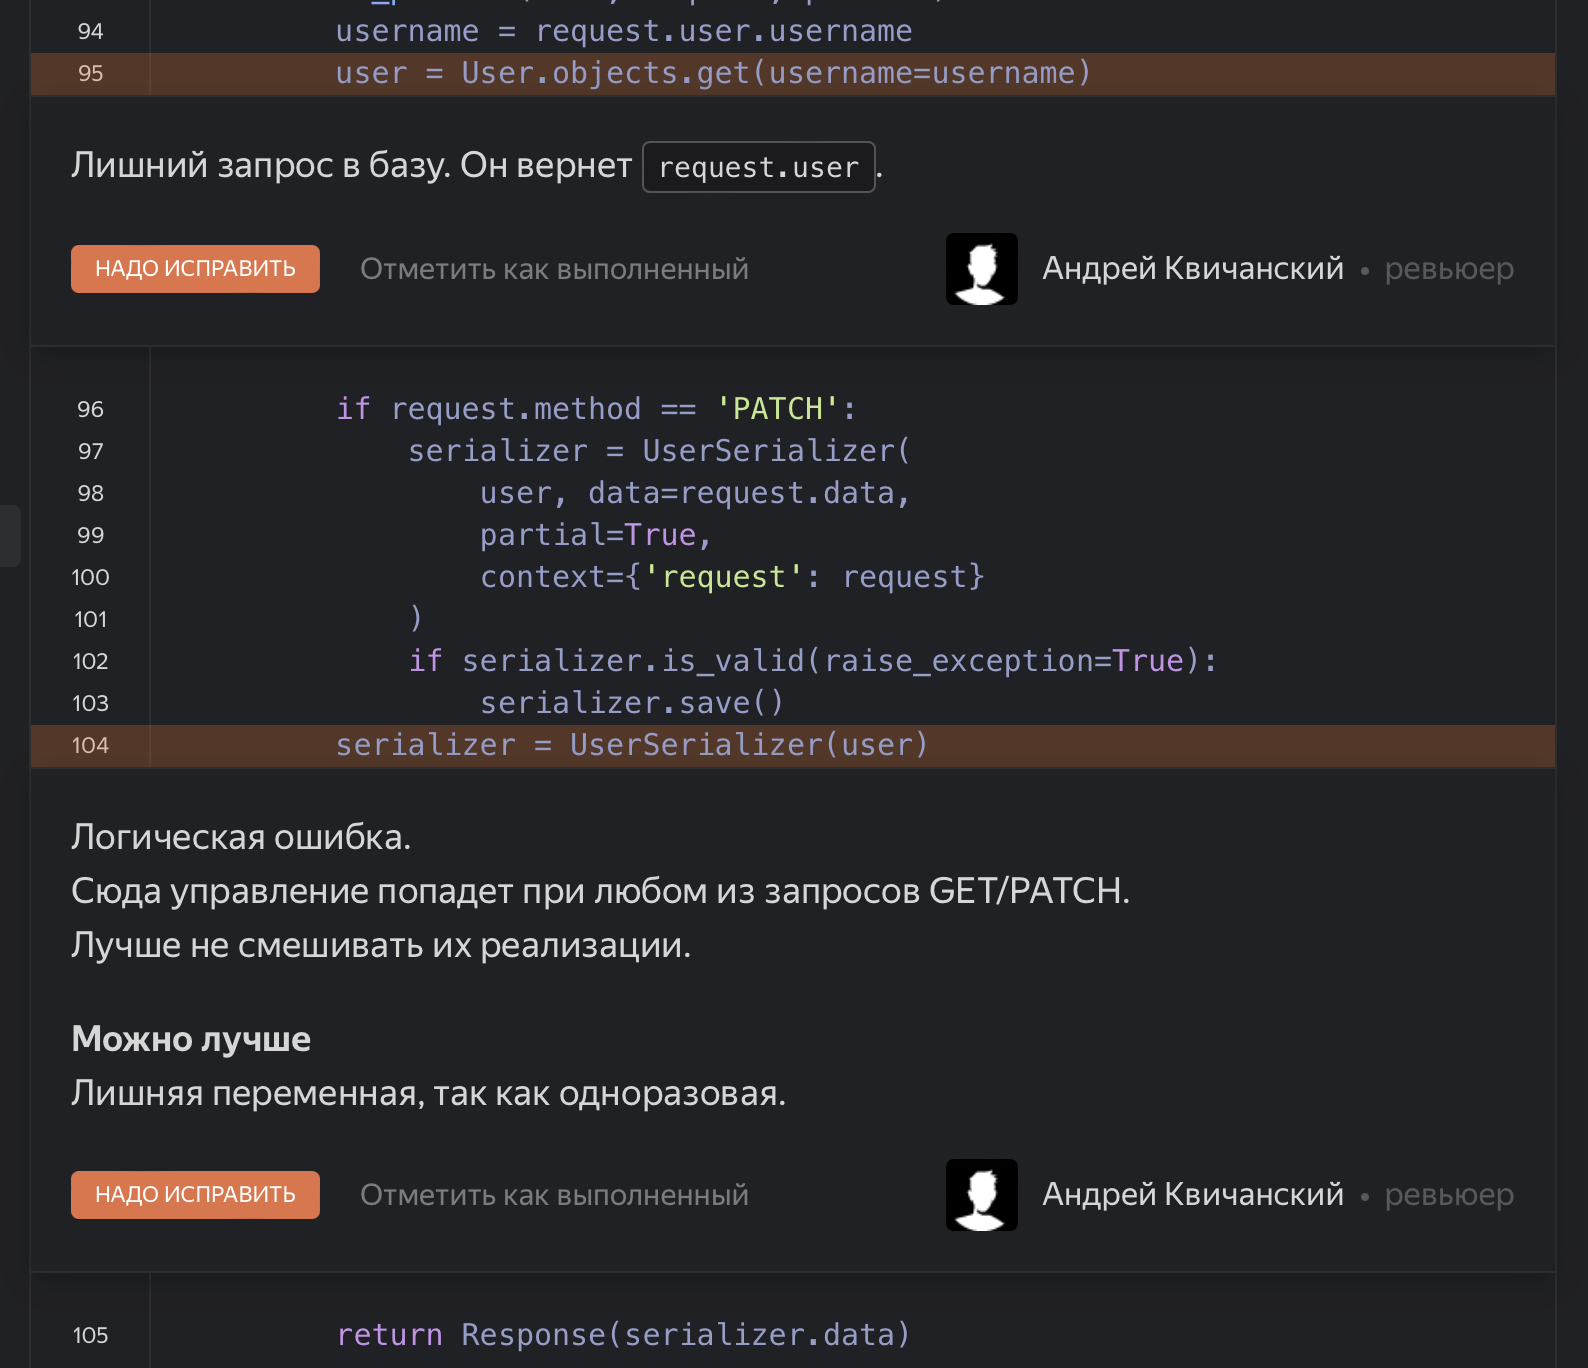 94 username = request.user.username
95 user = User.objects.get(username=username)
Лишний запрос в базу. Он вернет request.user.
НАДО ИСПРАВИТЬ Отметить как выполненный Андрей Квичанский • ревьюер
96 if request.method == 'PATCH':
97 serializer = UserSerializer(
98 user, data=request.data,
99 partial=True,
100 context={'request': request}
101 )
102 if serializer.is_valid(raise_exception=True):
103 serializer.save()
104 serializer = UserSerializer(user)
Логическая ошибка.
Сюда управление попадет при любом из запросов GET/PATCH.
Лучше не смешивать их реализации.
Можно лучше
Лишняя переменная, так как одноразовая.
НАДО ИСПРАВИТЬ Отметить как выполненный Андрей Квичанский • ревьюер
105 return Response(serializer.data)